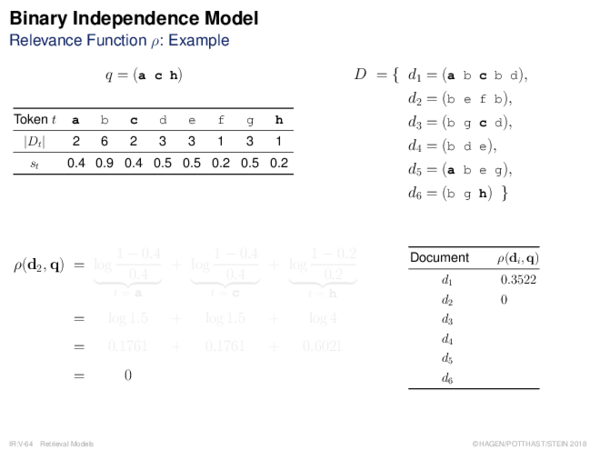 Binary Independence Model
Relevance Function ρ: Example
q = (a c h)
D = { d₁ = (a b c b d),
d₂ = (b e f b),
d₃ = (b g c d),
d₄ = (b d e),
d₅ = (a b e g),
d₆ = (b g h) }
Token t a b c d e f g h
|Dₜ| 2 6 2 3 3 1 3 1
sₜ 0.4 0.9 0.4 0.5 0.5 0.2 0.5 0.2
ρ(d₂, q) = log (1 − 0.4)/0.4 + log (1 − 0.4)/0.4 + log (1 − 0.2)/0.2
t = a t = c t = h
= log 1.5 + log 1.5 + log 4
= 0.1761 + 0.1761 + 0.6021
= 0
Document ρ(dᵢ, q)
d₁ 0.3522
d₂ 0
d₃
d₄
d₅
d₆
IR:V-64 Retrieval Models
©HAGEN/POTTHAST/STEIN 2018